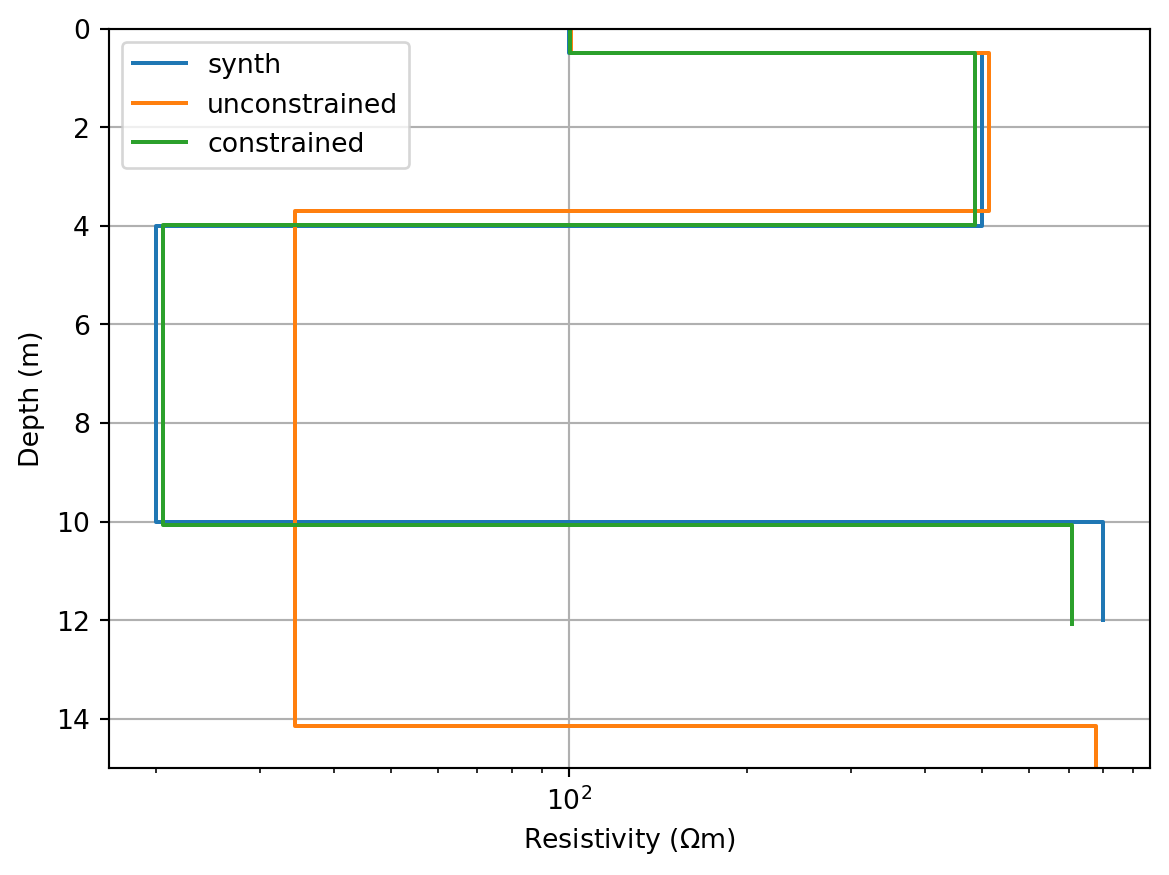 synth
unconstrained
constrained
0
2
4
6
8
10
12
14
Depth (m)
10²
Resistivity (Ωm)